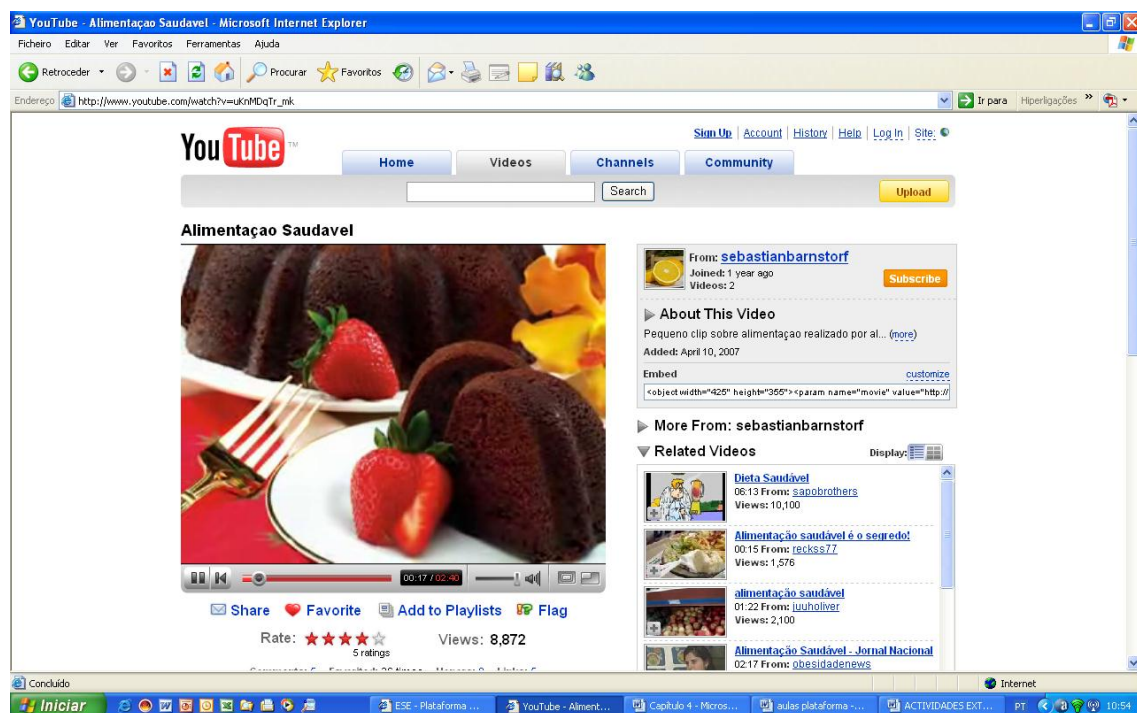 YouTube - Alimentaçao Saudavel - Microsoft Internet Explorer
Ficheiro Editar Ver Favoritos Ferramentas Ajuda
Retroceder Procurar Favoritos
Endereço http://www.youtube.com/watch?v=uKnMDqTr_mk Ir para Hiperligações »
Sign Up | Account | History | Help | Log In | Site:
You Tube ™
Home Videos Channels Community
Search Upload
Alimentaçao Saudavel
From: sebastianbarnstorf
Joined: 1 year ago
Videos: 2
Subscribe
About This Video
Pequeno clip sobre alimentaçao realizado por al... (more)
Added: April 10, 2007
Embed customize
<object width="425" height="355"><param name="movie" value="http://
More From: sebastianbarnstorf
Related Videos Display:
Dieta Saudável
06:13 From: sapobrothers
Views: 10,100
Alimentação saudável é o segredo!
00:15 From: reckss77
Views: 1,576
alimentação saudável
01:22 From: juuholiver
Views: 2,100
Alimentação Saudável - Jornal Nacional
02:17 From: obesidadenews
00:17 / 02:40
Share Favorite Add to Playlists Flag
Rate: Views: 8,872
5 ratings
Concluído Internet
Iniciar ESE - Plataforma ... YouTube - Aliment... Capitulo 4 - Micros... aulas plataforma -... ACTIVIDADES EXT... PT 10:54